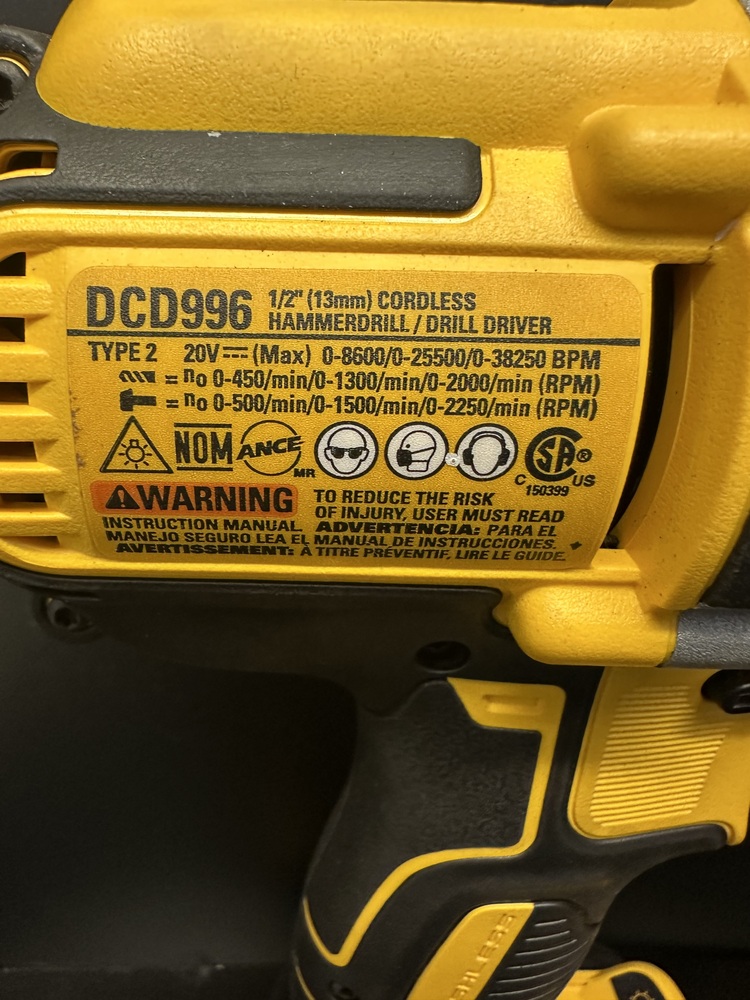 DCD996 1/2" (13mm) CORDLESS
HAMMERDRILL / DRILL DRIVER
TYPE 2 20V⎓ (Max) 0-8600/0-25500/0-38250 BPM
= no 0-450/min/0-1300/min/0-2000/min (RPM)
= no 0-500/min/0-1500/min/0-2250/min (RPM)
NOM ANCE MR SA® C US 150399
⚠WARNING TO REDUCE THE RISK
OF INJURY, USER MUST READ
INSTRUCTION MANUAL. ADVERTENCIA: PARA EL
MANEJO SEGURO LEA EL MANUAL DE INSTRUCCIONES.
AVERTISSEMENT: À TITRE PRÉVENTIF, LIRE LE GUIDE.